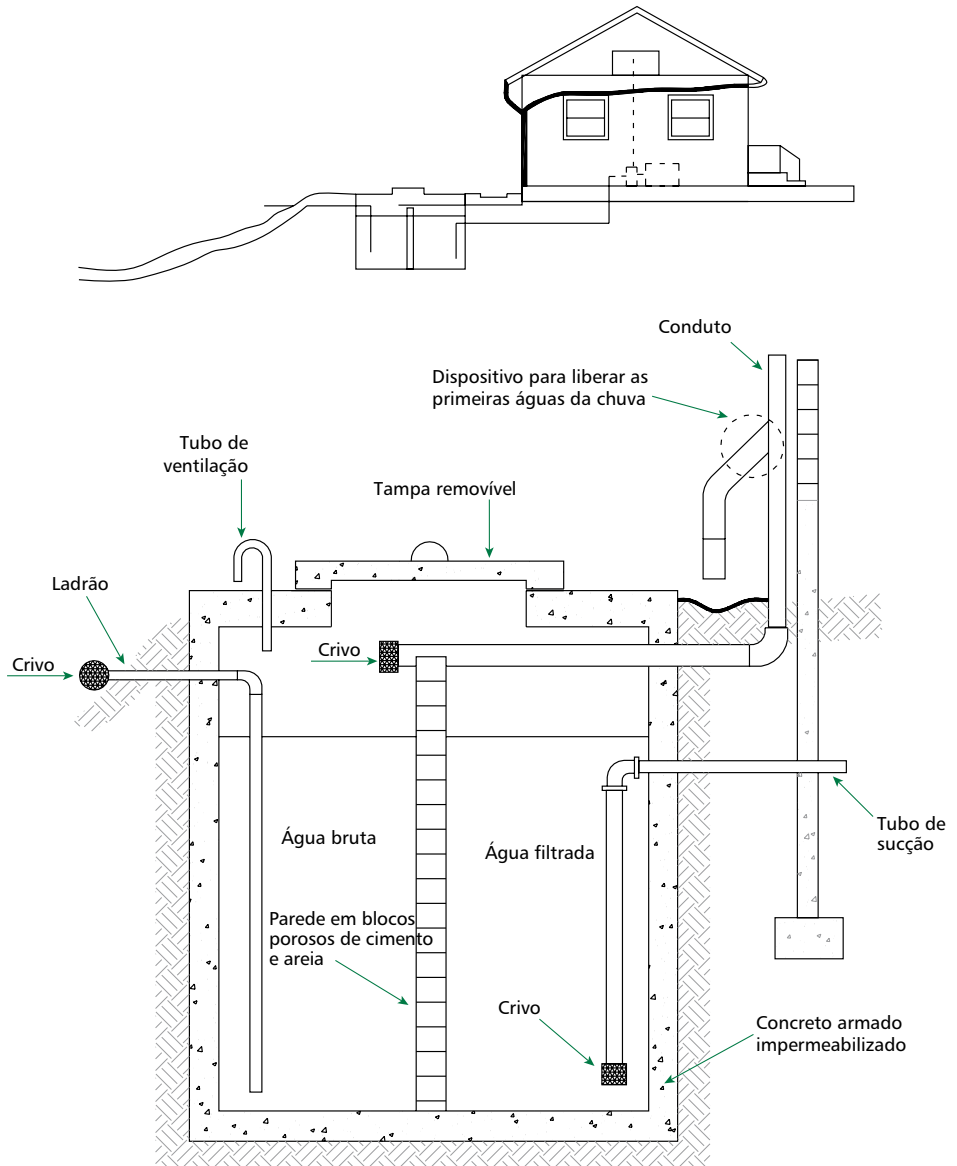 Conduto
Dispositivo para liberar as
primeiras águas da chuva
Tubo de
ventilação
Tampa removível
Ladrão
Crivo
Crivo
Água bruta
Água filtrada
Tubo de
sucção
Parede em blocos
porosos de cimento
e areia
Crivo
Concreto armado
impermeabilizado